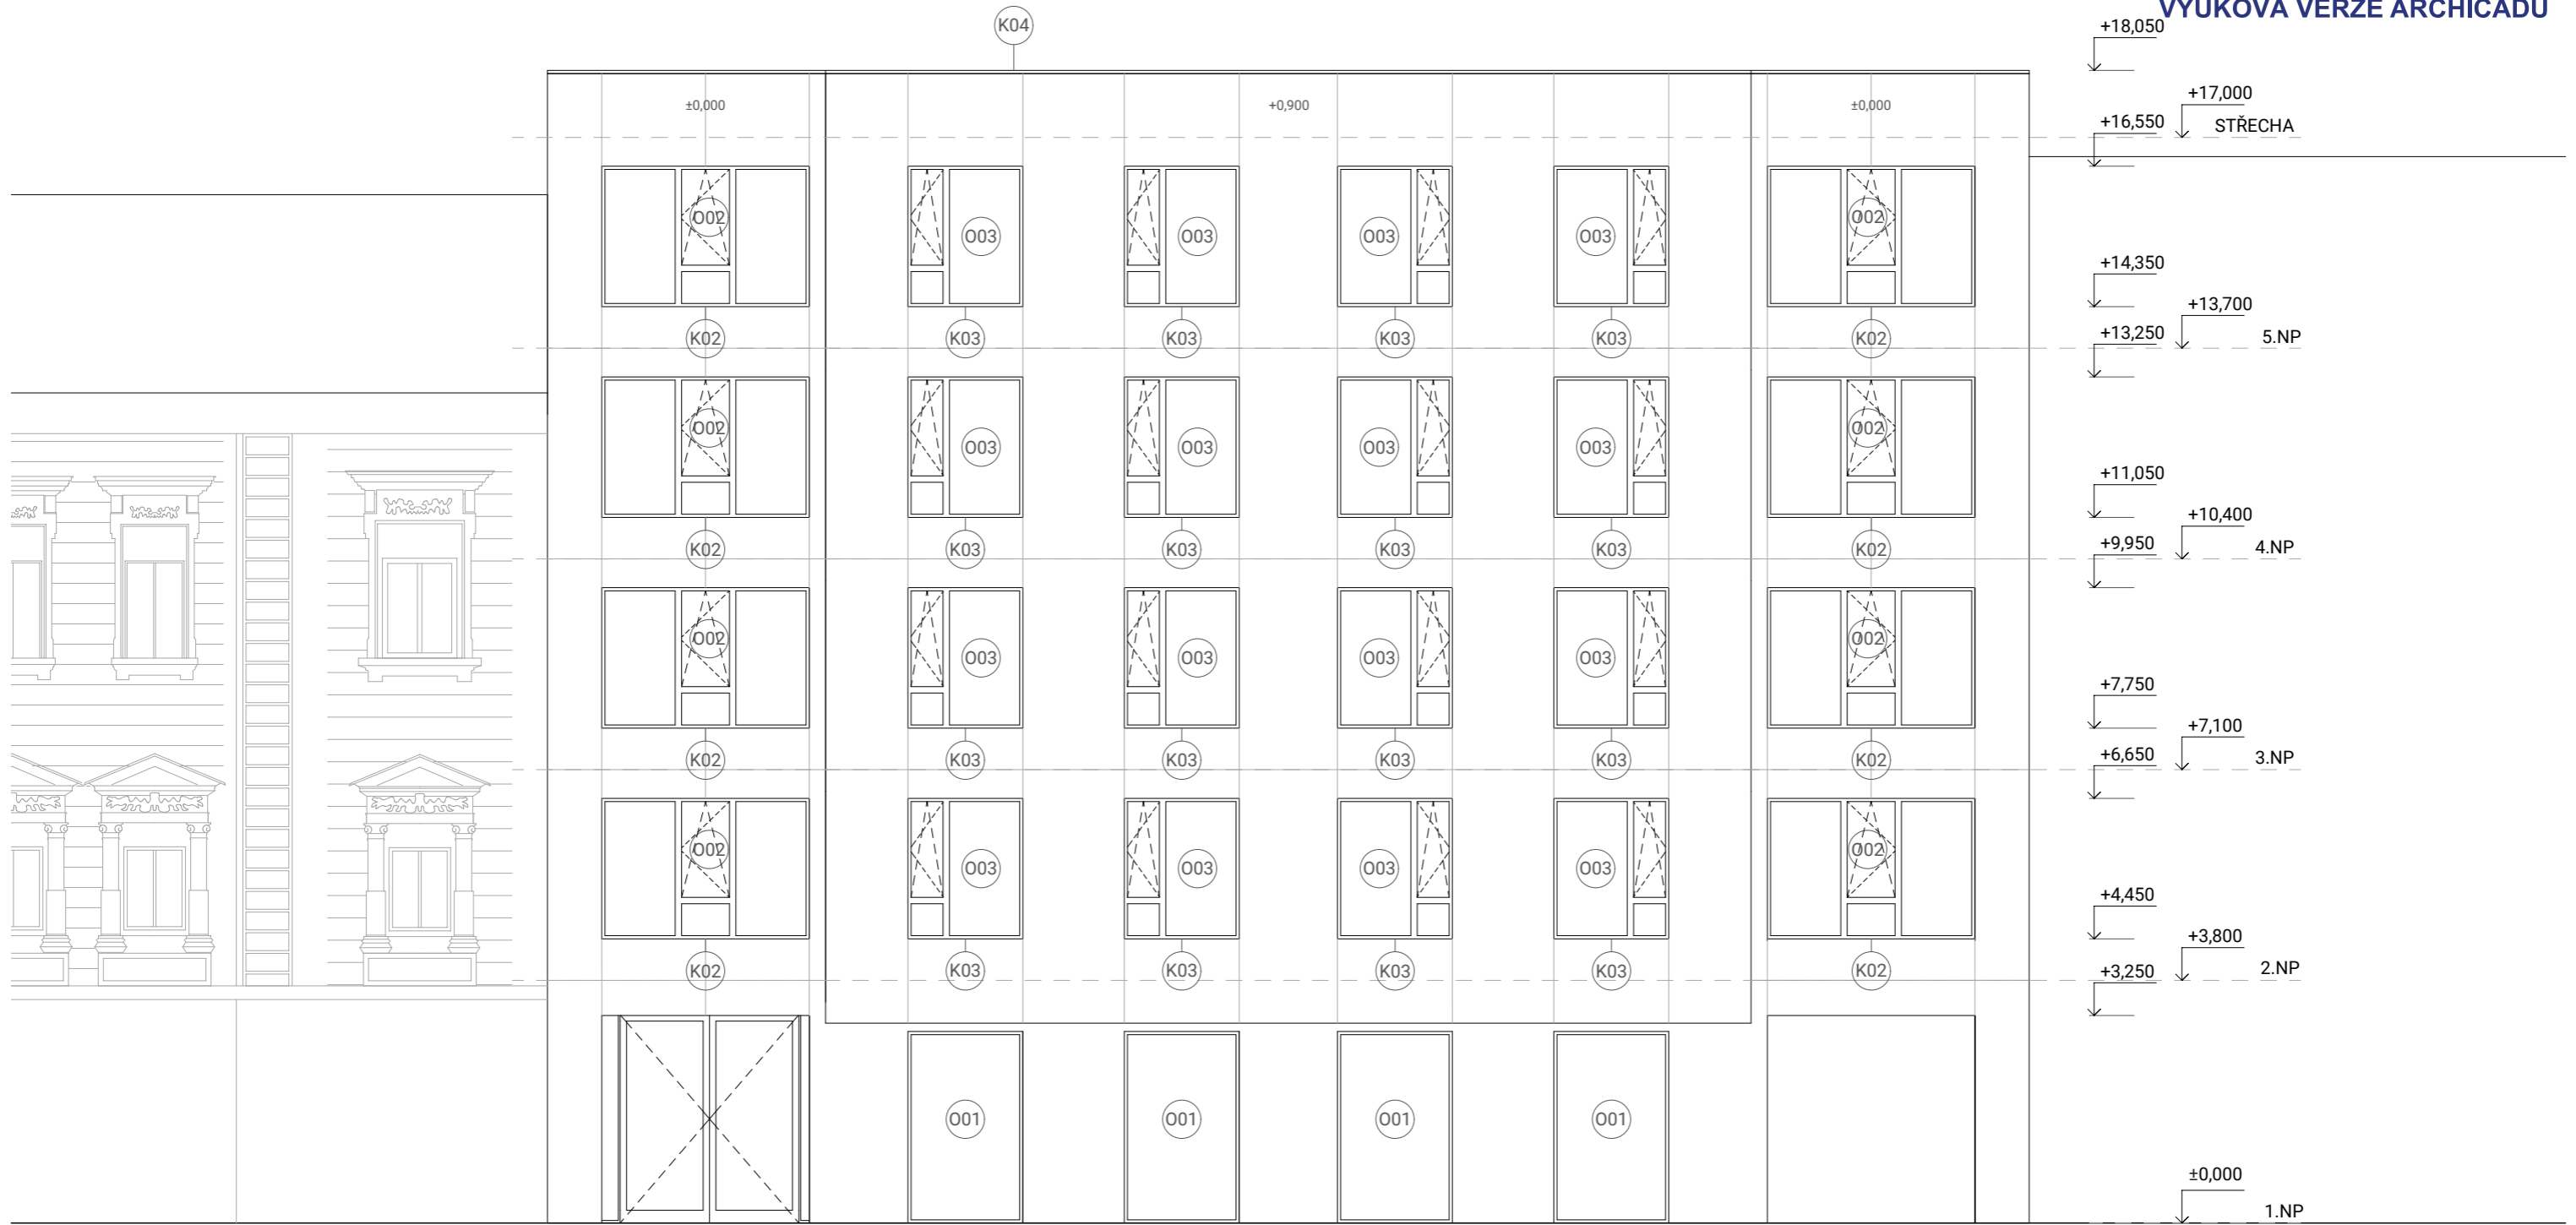 VÝUKOVÁ VERZE ARCHICADU
K04
+18,050
±0,000 +0,900 ±0,000
+17,000
+16,550 STŘECHA
O02 O03 O03 O03 O03 O02
+14,350
+13,700
K02 K03 K03 K03 K03 K02
+13,250 5.NP
O02 O03 O03 O03 O03 O02
+11,050
+10,400
K02 K03 K03 K03 K03 K02
+9,950 4.NP
O02 O03 O03 O03 O03 O02
+7,750
+7,100
K02 K03 K03 K03 K03 K02
+6,650 3.NP
O02 O03 O03 O03 O03 O02
+4,450
+3,800
K02 K03 K03 K03 K03 K02
+3,250 2.NP
O01 O01 O01 O01
±0,000
1.NP